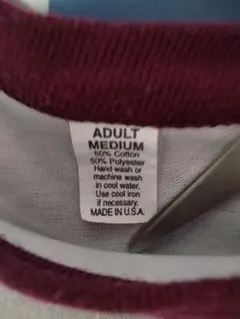 ADULT
MEDIUM
50% Cotton
50% Polyester
Hand wash or
machine wash
in cool water.
Use cool iron
if necessary.
MADE IN U.S.A.